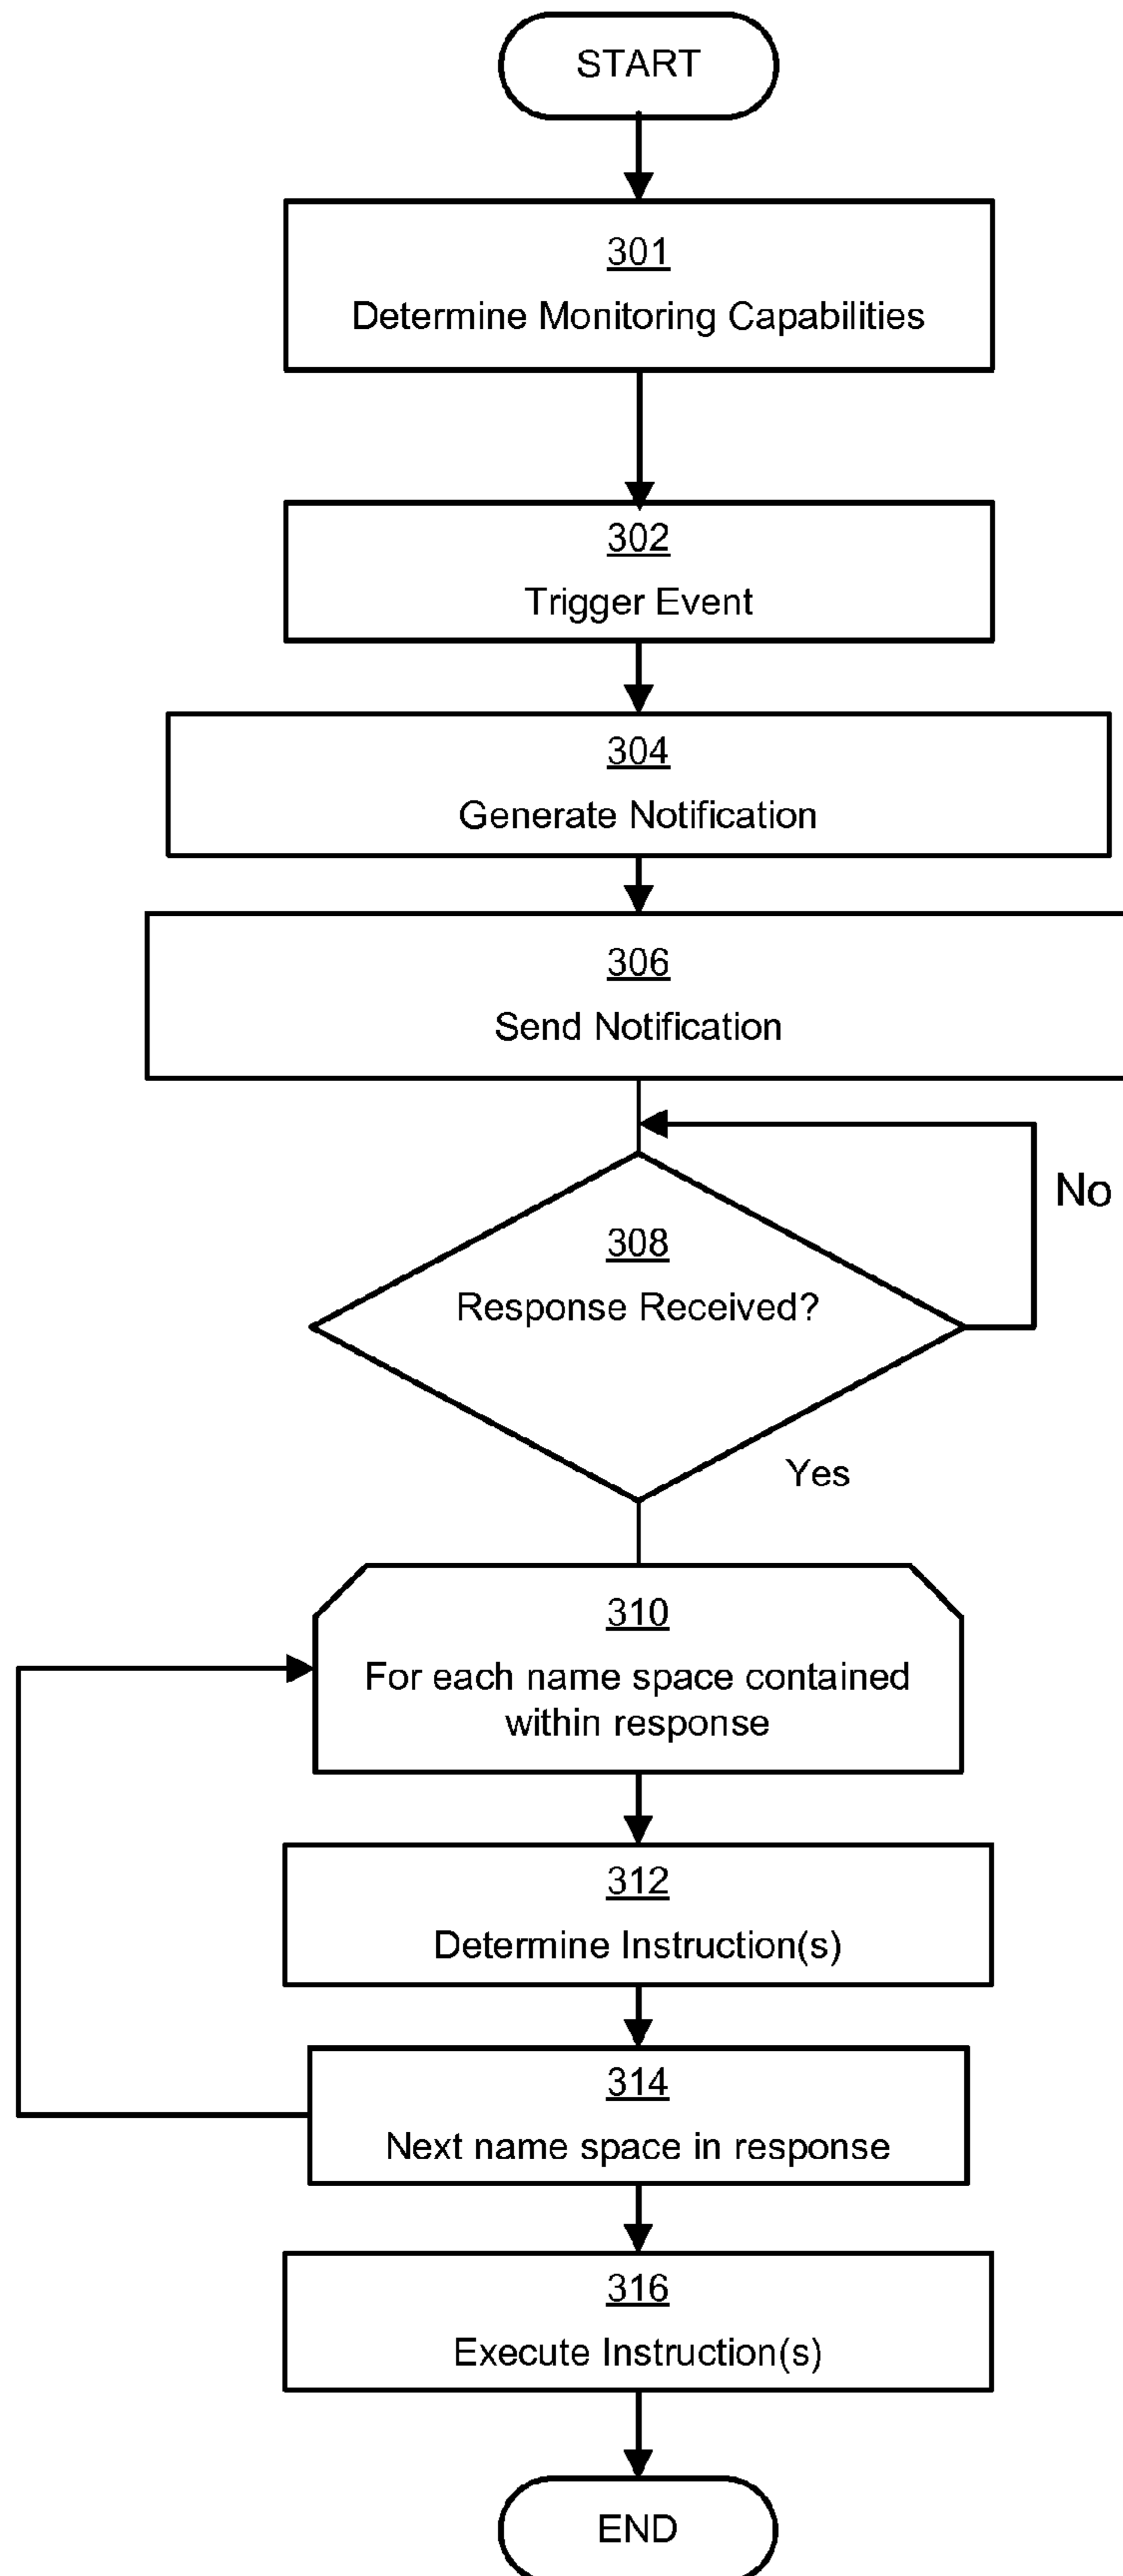 START
301
Determine Monitoring Capabilities
302
Trigger Event
304
Generate Notification
306
Send Notification
No
308
Response Received?
Yes
310
For each name space contained
within response
312
Determine Instruction(s)
314
Next name space in response
316
Execute Instruction(s)
END